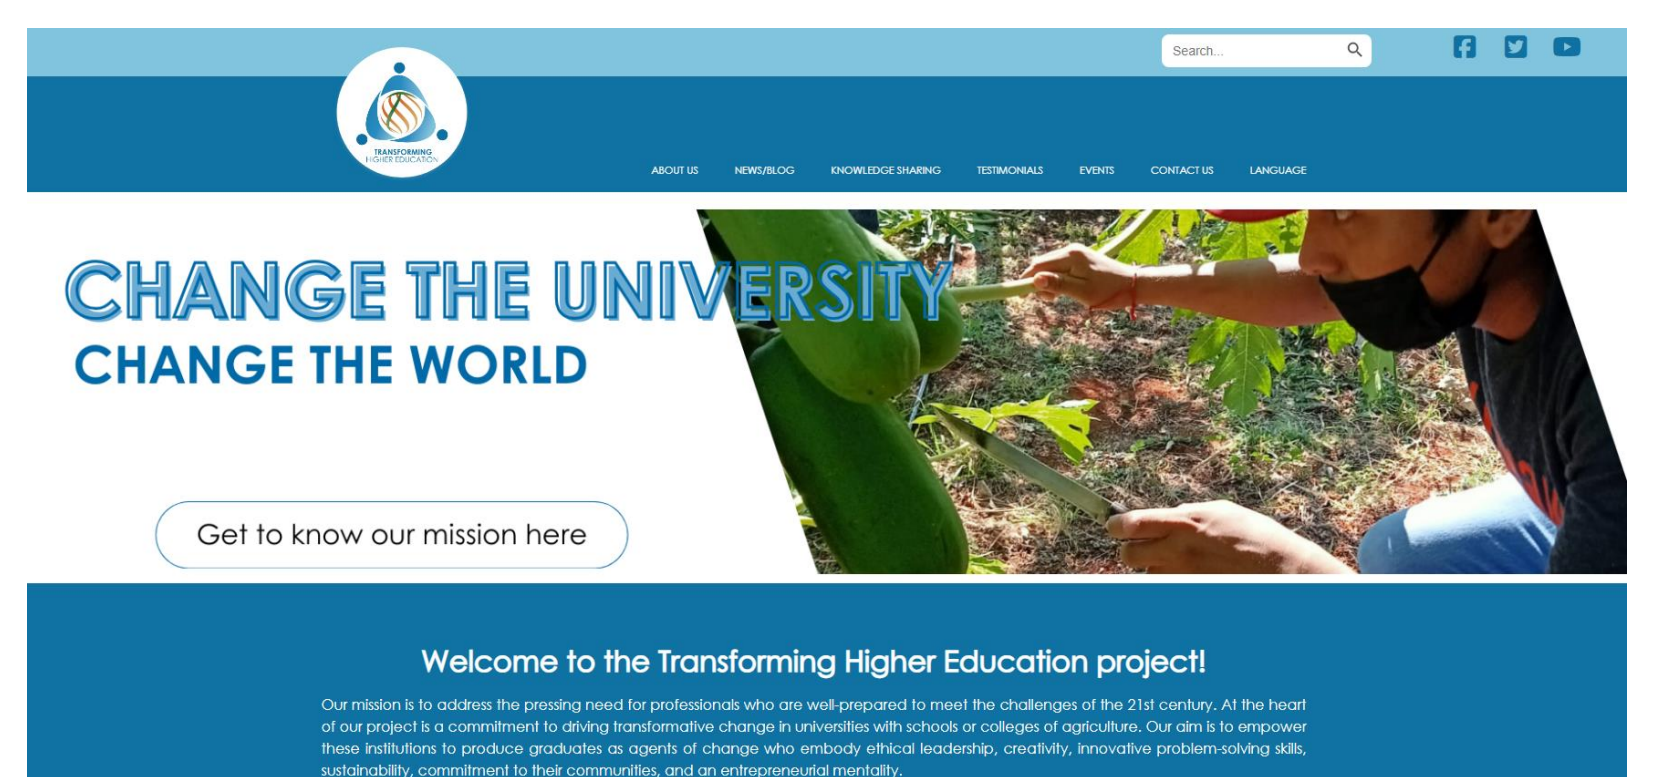 Search...
TRANSFORMING
HIGHER EDUCATION
ABOUT US NEWS/BLOG KNOWLEDGE SHARING TESTIMONIALS EVENTS CONTACT US LANGUAGE
CHANGE THE UNIVERSITY
CHANGE THE WORLD
Get to know our mission here
Welcome to the Transforming Higher Education project!
Our mission is to address the pressing need for professionals who are well-prepared to meet the challenges of the 21st century. At the heart
of our project is a commitment to driving transformative change in universities with schools or colleges of agriculture. Our aim is to empower
these institutions to produce graduates as agents of change who embody ethical leadership, creativity, innovative problem-solving skills,
sustainability, commitment to their communities, and an entrepreneurial mentality.